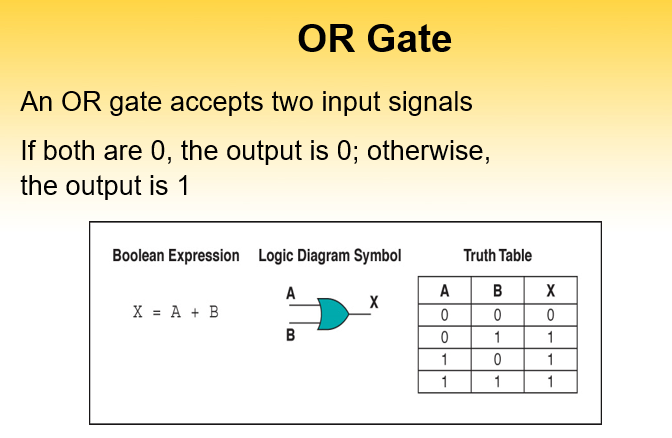 OR Gate
An OR gate accepts two input signals
If both are 0, the output is 0; otherwise,
the output is 1
Boolean Expression Logic Diagram Symbol Truth Table
X = A + B
A
X
B
A B X
0 0 0
0 1 1
1 0 1
1 1 1